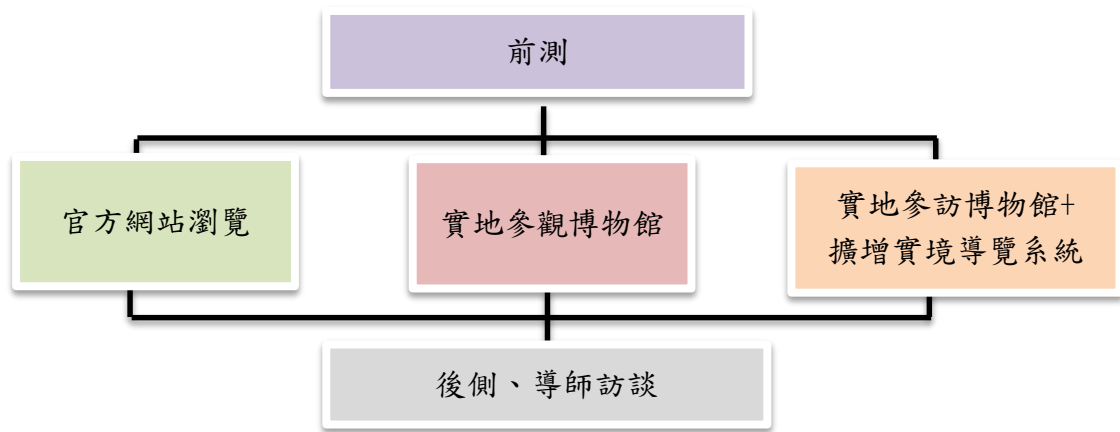 前測
官方網站瀏覽
實地參觀博物館
實地參訪博物館+
擴增實境導覽系統
後側、導師訪談